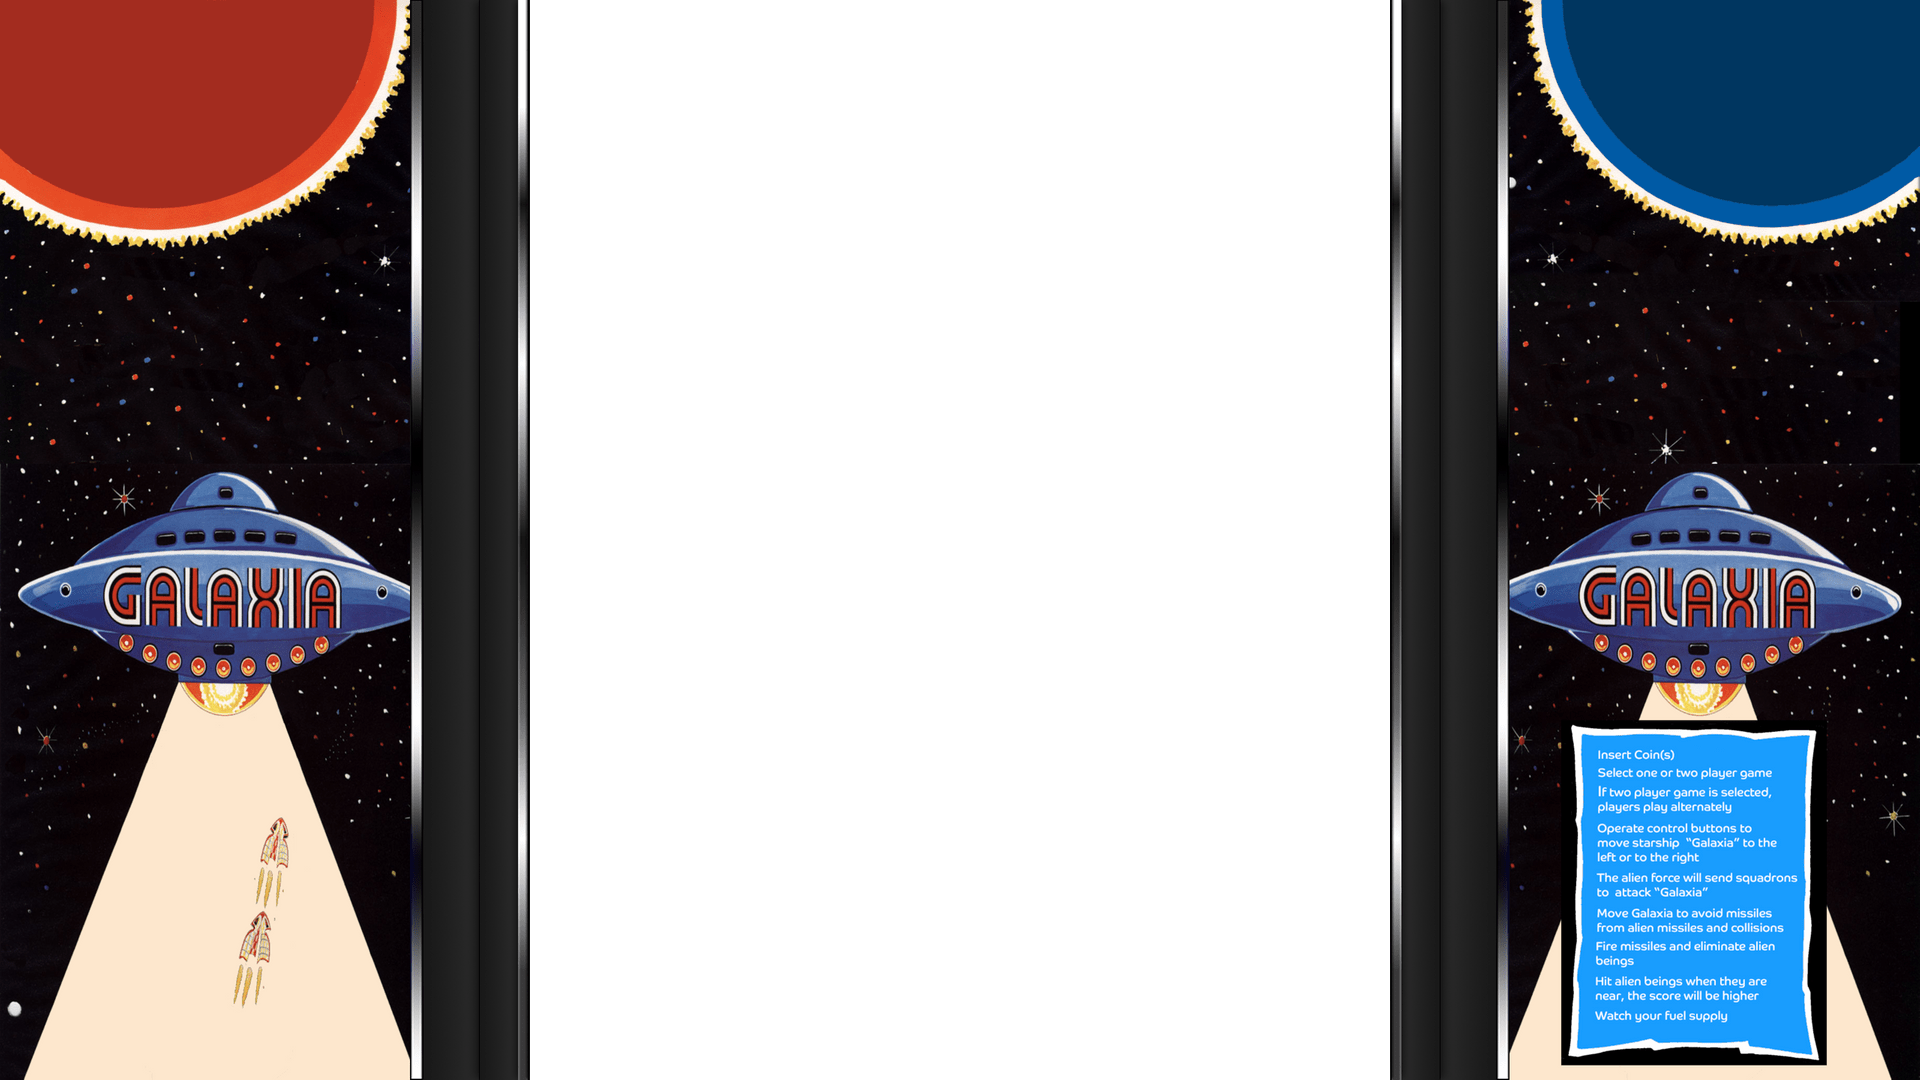 GALAXIA
GALAXIA
Insert Coin(s)
Select one or two player game
If two player game is selected,
players play alternately
Operate control buttons to
move starship "Galaxia" to the
left or to the right
The alien force will send squadrons
to attack "Galaxia"
Move Galaxia to avoid missiles
from alien missiles and collisions
Fire missiles and eliminate alien
beings
Hit alien beings when they are
near, the score will be higher
Watch your fuel supply